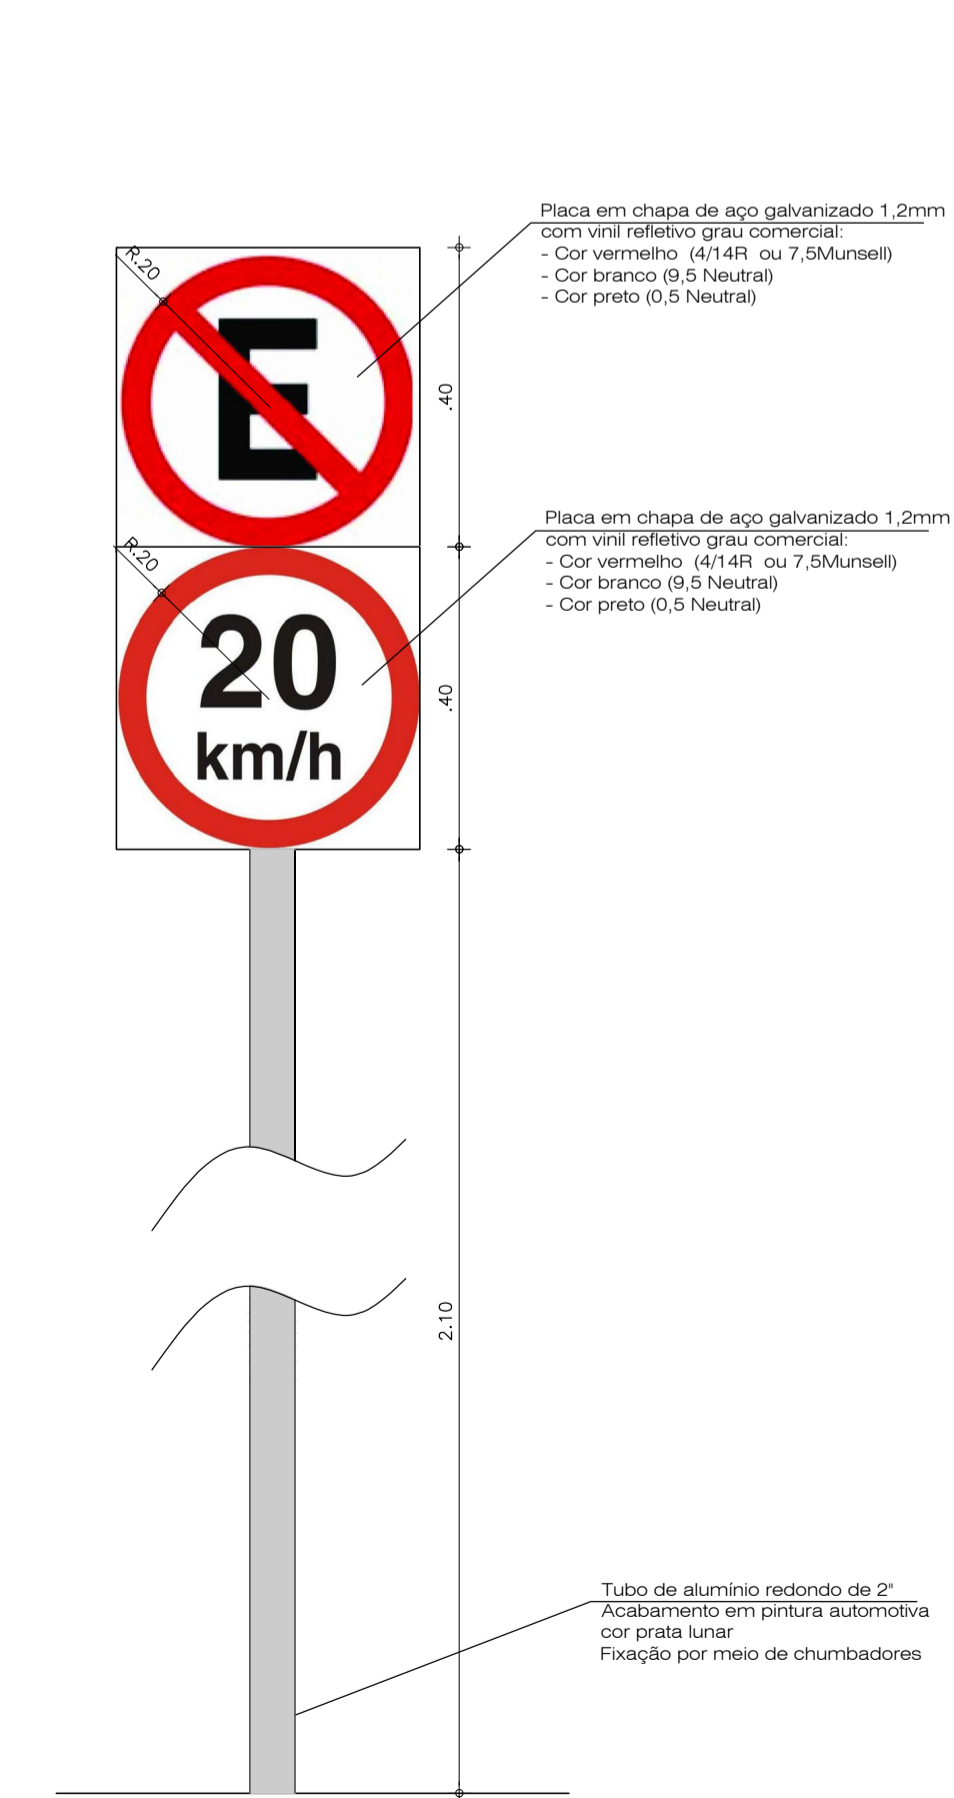 Placa em chapa de aço galvanizado 1,2mm
com vinil refletivo grau comercial:
- Cor vermelho (4/14R ou 7,5Munsell)
- Cor branco (9,5 Neutral)
- Cor preto (0,5 Neutral)
R.20
E
.40
Placa em chapa de aço galvanizado 1,2mm
com vinil refletivo grau comercial:
- Cor vermelho (4/14R ou 7,5Munsell)
- Cor branco (9,5 Neutral)
- Cor preto (0,5 Neutral)
R.20
20
km/h
.40
2.10
Tubo de alumínio redondo de 2"
Acabamento em pintura automotiva
cor prata lunar
Fixação por meio de chumbadores